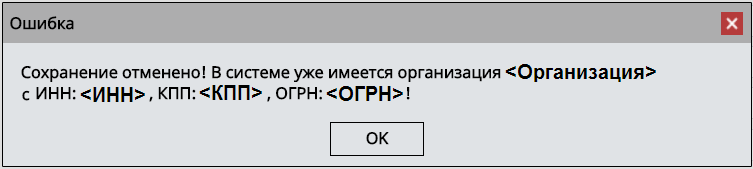 Ошибка
Сохранение отменено! В системе уже имеется организация <Организация>
с ИНН: <ИНН> , КПП: <КПП> , ОГРН: <ОГРН> !
OK